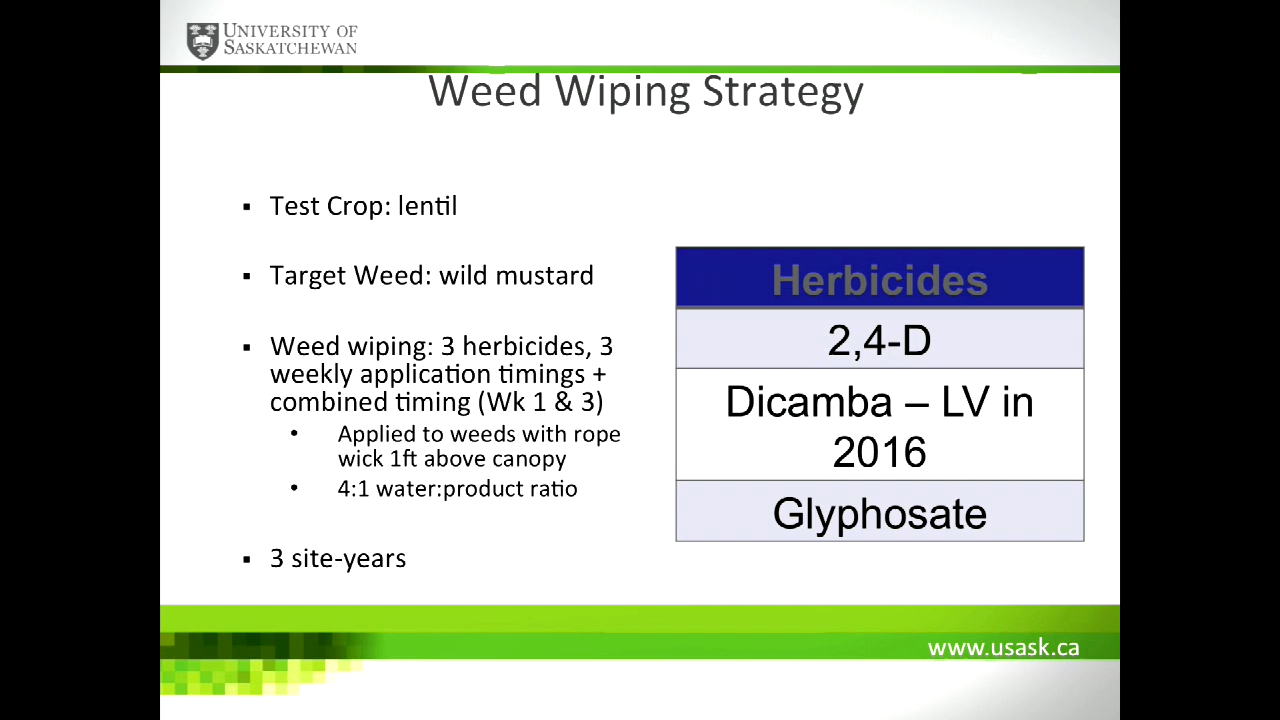 UNIVERSITY OF
SASKATCHEWAN
Weed Wiping Strategy
▪ Test Crop: lentil
▪ Target Weed: wild mustard
▪ Weed wiping: 3 herbicides, 3
weekly application timings +
combined timing (Wk 1 & 3)
• Applied to weeds with rope
wick 1ft above canopy
• 4:1 water:product ratio
▪ 3 site-years
Herbicides
2,4-D
Dicamba – LV in
2016
Glyphosate
www.usask.ca